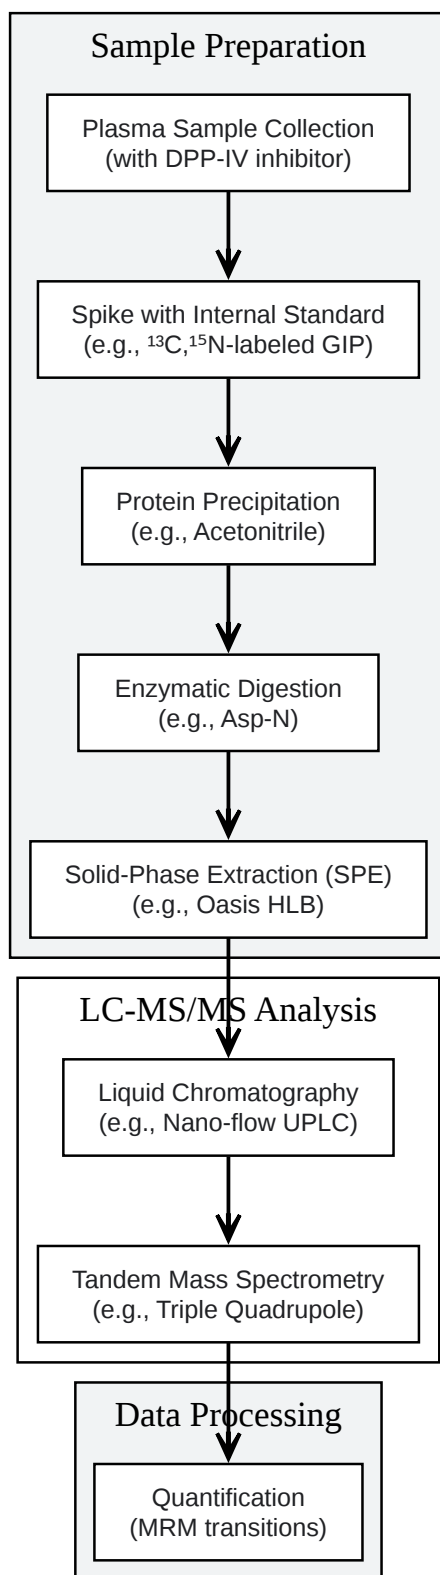 Sample Preparation
Plasma Sample Collection
(with DPP-IV inhibitor)
Spike with Internal Standard
(e.g., ¹³C,¹⁵N-labeled GIP)
Protein Precipitation
(e.g., Acetonitrile)
Enzymatic Digestion
(e.g., Asp-N)
Solid-Phase Extraction (SPE)
(e.g., Oasis HLB)
LC-MS/MS Analysis
Liquid Chromatography
(e.g., Nano-flow UPLC)
Tandem Mass Spectrometry
(e.g., Triple Quadrupole)
Data Processing
Quantification
(MRM transitions)